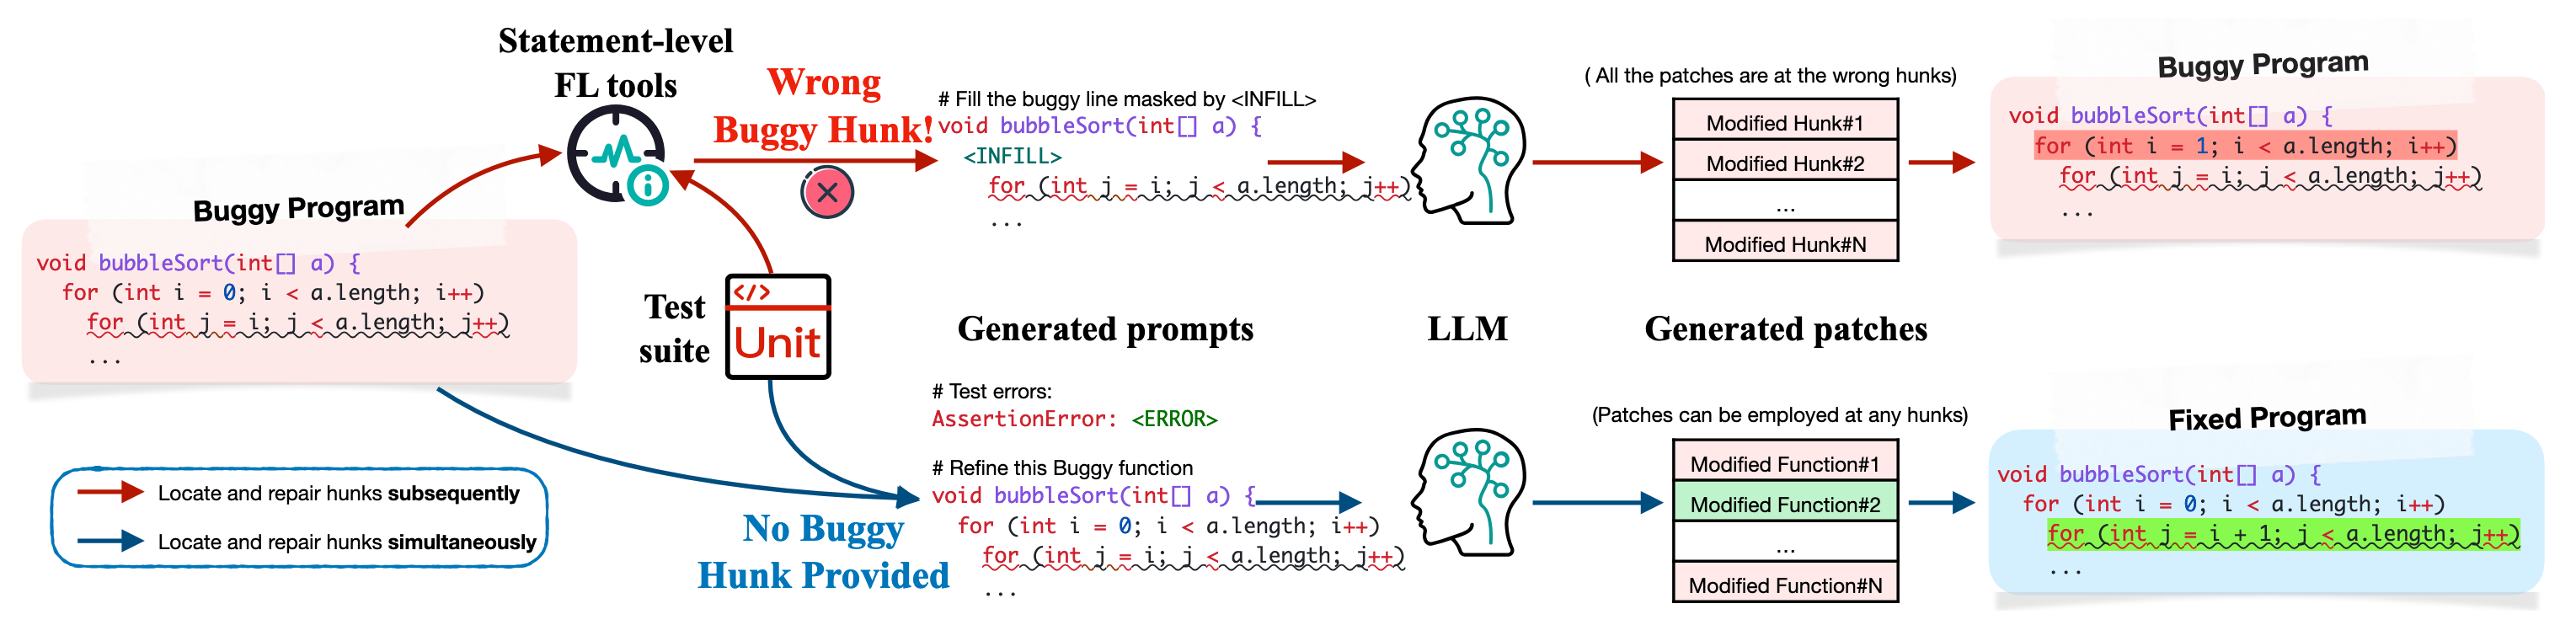 Buggy Program
void bubbleSort(int[] a) {
for (int i = 0; i < a.length; i++)
for (int j = i; j < a.length; j++)
...
Locate and repair hunks subsequently
Locate and repair hunks simultaneously
Statement-level
FL tools
Test
suite
</>
Unit
Wrong
Buggy Hunk!
No Buggy
Hunk Provided
# Fill the buggy line masked by <INFILL>
void bubbleSort(int[] a) {
<INFILL>
for (int j = i; j < a.length; j++)
...
Generated prompts
# Test errors:
AssertionError: <ERROR>
# Refine this Buggy function
void bubbleSort(int[] a) {
for (int i = 0; i < a.length; i++)
for (int j = i; j < a.length; j++)
...
LLM
( All the patches are at the wrong hunks)
Modified Hunk#1
Modified Hunk#2
...
Modified Hunk#N
Generated patches
(Patches can be employed at any hunks)
Modified Function#1
Modified Function#2
...
Modified Function#N
Buggy Program
void bubbleSort(int[] a) {
for (int i = 1; i < a.length; i++)
for (int j = i; j < a.length; j++)
...
Fixed Program
void bubbleSort(int[] a) {
for (int i = 0; i < a.length; i++)
for (int j = i + 1; j < a.length; j++)
...